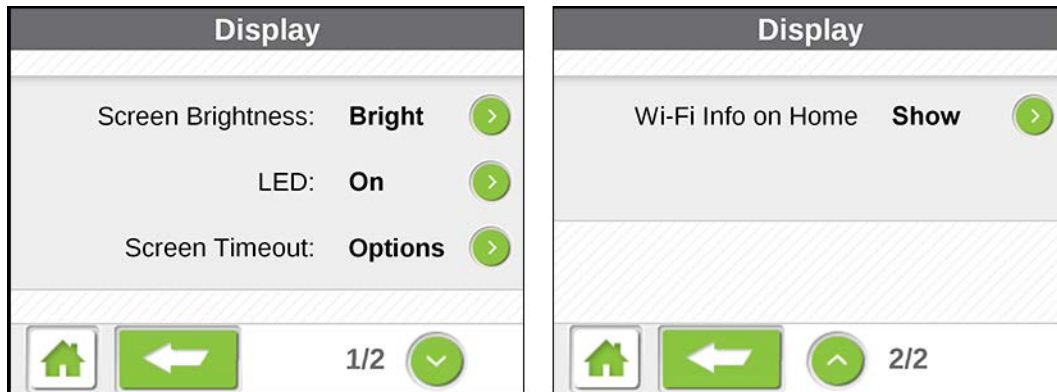 Display
Screen Brightness: Bright
LED: On
Screen Timeout: Options
1/2
Display
Wi-Fi Info on Home Show
2/2